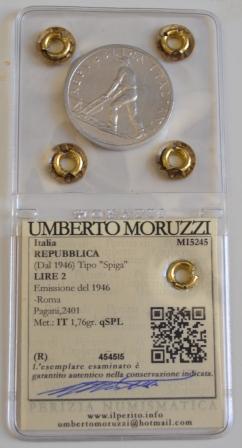 REPVBBLICA ITALIANA
UMBERTO MORUZZI
Italia MI5245
REPUBBLICA
(Dal 1946) Tipo "Spiga"
LIRE 2
Emissione del 1946
-Roma
Pagani,2401
Met.: IT 1,76gr. qSPL
(R) 454515
L'esemplare esaminato è
garantito autentico nella conservazione indicata.
PERIZIA NUMISMATICA
www.ilperito.info
umbertomoruzzi@hotmail.com